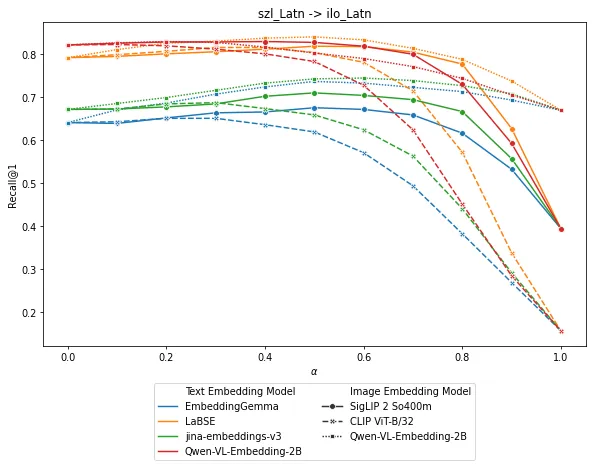 szl_Latn -> ilo_Latn
Recall@1
0.8
0.7
0.6
0.5
0.4
0.3
0.2
0.0 0.2 0.4 0.6 0.8 1.0
α
Text Embedding Model Image Embedding Model
EmbeddingGemma SigLIP 2 So400m
LaBSE CLIP ViT-B/32
jina-embeddings-v3 Qwen-VL-Embedding-2B
Qwen-VL-Embedding-2B